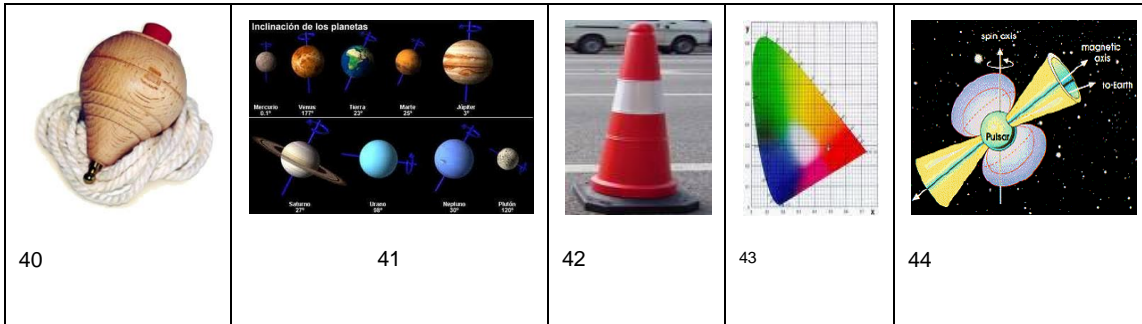 Inclinación de los planetas
Mercurio Venus Tierra Marte Júpiter
0.1° 177° 23° 25° 3°
Saturno Urano Neptuno Plutón
27° 98° 30° 120°
y
x
spin axis
magnetic
axis
to Earth
Pulsar
40 41 42 43 44